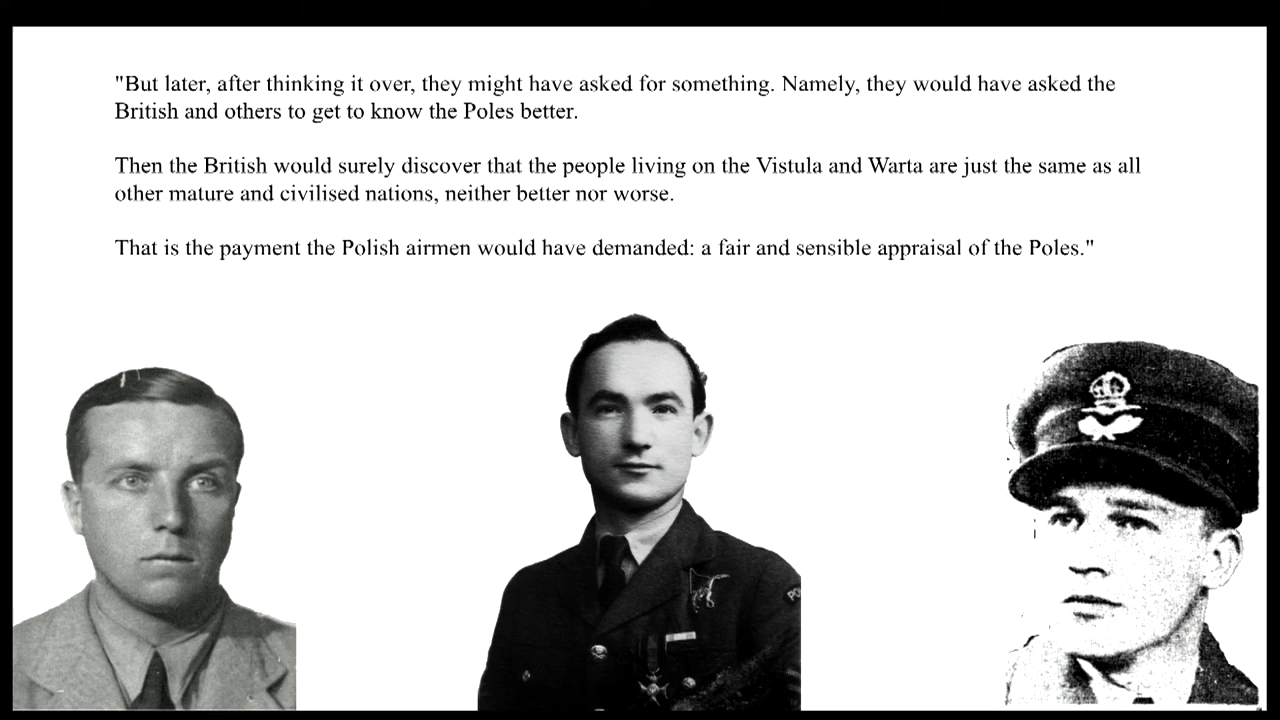 "But later, after thinking it over, they might have asked for something. Namely, they would have asked the
British and others to get to know the Poles better.
Then the British would surely discover that the people living on the Vistula and Warta are just the same as all
other mature and civilised nations, neither better nor worse.
That is the payment the Polish airmen would have demanded: a fair and sensible appraisal of the Poles."